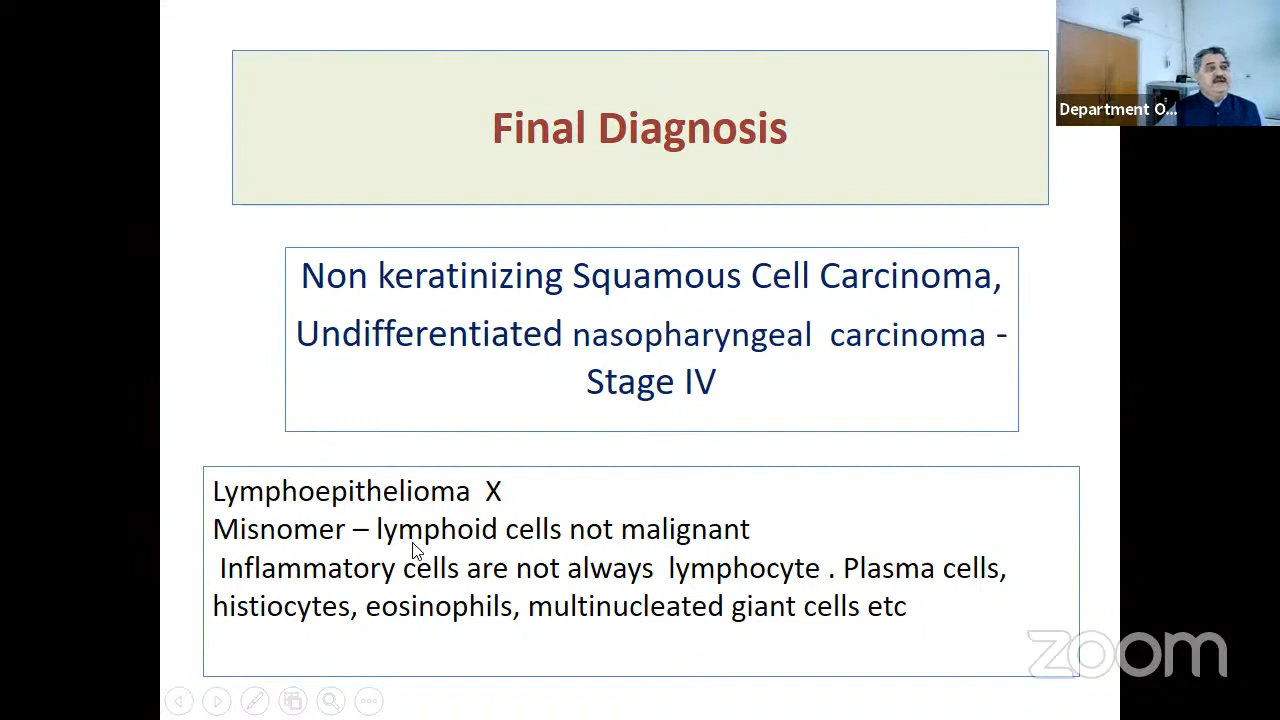 Final Diagnosis
Non keratinizing Squamous Cell Carcinoma,
Undifferentiated nasopharyngeal carcinoma -
Stage IV
Lymphoepithelioma X
Misnomer – lymphoid cells not malignant
Inflammatory cells are not always lymphocyte . Plasma cells,
histiocytes, eosinophils, multinucleated giant cells etc
Department O...
zoom